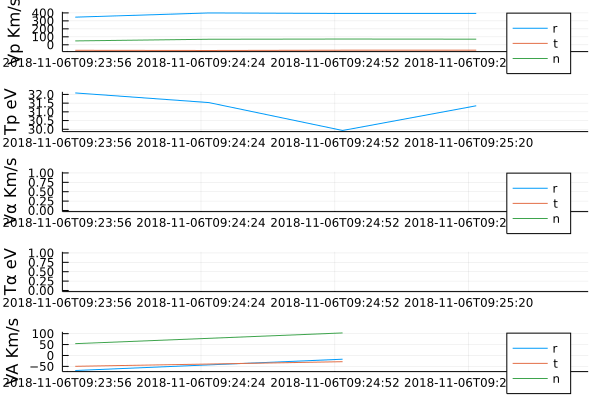 Vp Km/s
400
300
200
100
0
2018-11-06T09:23:56 2018-11-06T09:24:24 2018-11-06T09:24:52 2018-11-06T09:2
r
t
n
Tp eV
32.0
31.5
31.0
30.5
30.0
2018-11-06T09:23:56 2018-11-06T09:24:24 2018-11-06T09:24:52 2018-11-06T09:25:20
Vα Km/s
1.00
0.75
0.50
0.25
0.00
2018-11-06T09:23:56 2018-11-06T09:24:24 2018-11-06T09:24:52 2018-11-06T09:2
r
t
n
Tα eV
1.00
0.75
0.50
0.25
0.00
2018-11-06T09:23:56 2018-11-06T09:24:24 2018-11-06T09:24:52 2018-11-06T09:25:20
VA Km/s
100
50
0
−50
2018-11-06T09:23:56 2018-11-06T09:24:24 2018-11-06T09:24:52 2018-11-06T09:2
r
t
n